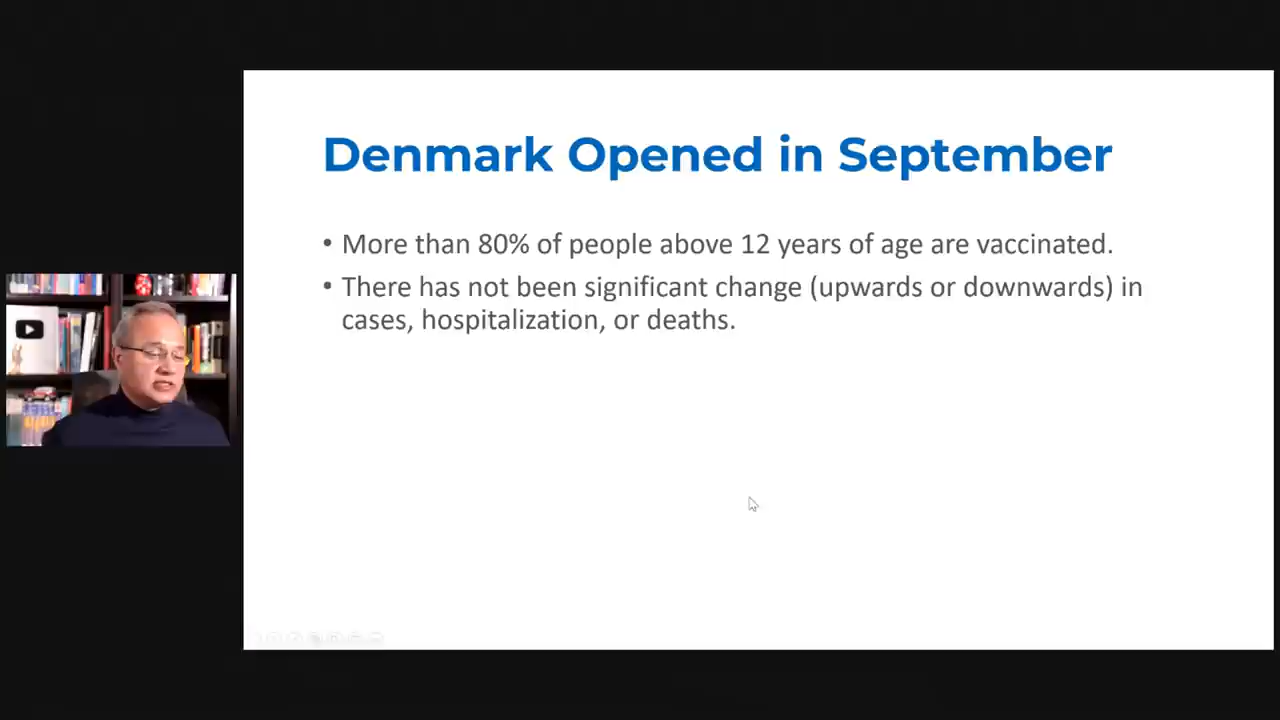 Denmark Opened in September
• More than 80% of people above 12 years of age are vaccinated.
• There has not been significant change (upwards or downwards) in
cases, hospitalization, or deaths.